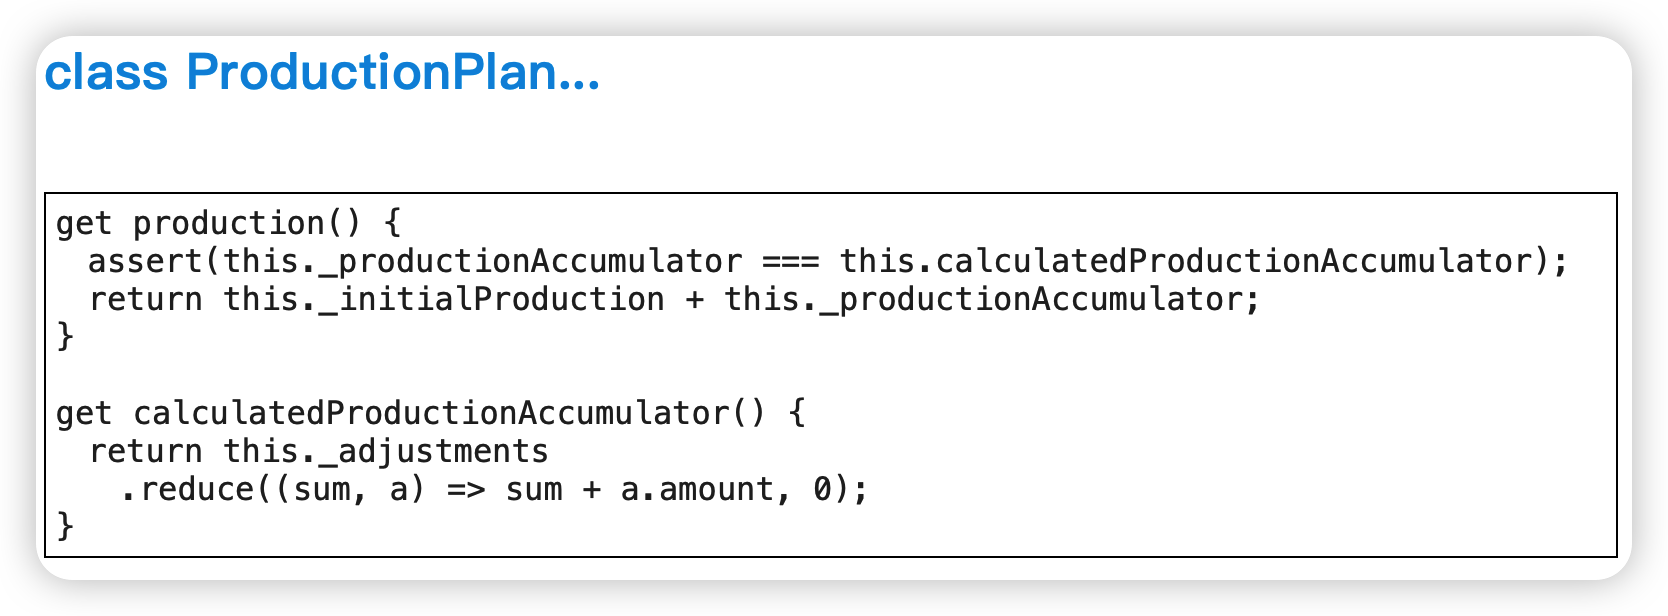 class ProductionPlan...
get production() {
  assert(this._productionAccumulator === this.calculatedProductionAccumulator);
  return this._initialProduction + this._productionAccumulator;
}
get calculatedProductionAccumulator() {
  return this._adjustments
    .reduce((sum, a) => sum + a.amount, 0);
}